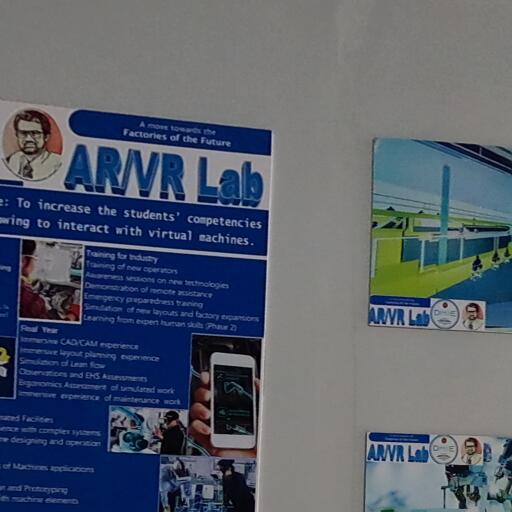 A move towards the
Factories of the Future
AR/VR Lab
e: To increase the students' competencies
wing to interact with virtual machines.
Training for Industry
Training of new operators
Awareness sessions on new technologies
Demonstration of remote assistance
Emergency preparedness training
Simulation of new layouts and factory expansions
Learning from expert human skills (Phase 2)
Final Year
Immersive CAD/CAM experience
Immersive layout planning experience
Simulation of Lean flow
Observations and EHS Assessments
Ergonomics Assessment of simulated work
Immersive experience of maintenance work
nated Facilities
ence with complex systems
me designing and operation
s of Machines applications
n and Prototyping
ith machine elements
AR/VR Lab
AR/VR Lab